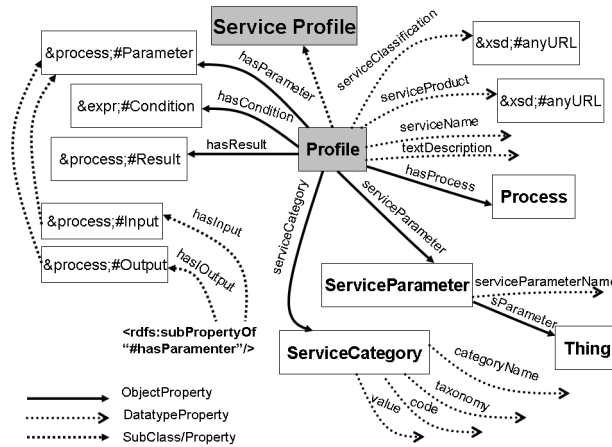 Service Profile
&process;#Parameter
hasParameter
serviceClassification
&xsd;#anyURL
&expr;#Condition
hasCondition
serviceProduct
&xsd;#anyURL
serviceName
textDescription
&process;#Result
hasResult
Profile
hasProcess
Process
&process;#Input
hasInput
serviceCategory
serviceParameter
&process;#Output
hasIOutput
ServiceParameter
serviceParameterName
sParameter
<rdfs:subPropertyOf
“#hasParamenter”/>
ServiceCategory
Thing
categoryName
taxonomy
code
value
ObjectProperty
DatatypeProperty
SubClass/Property